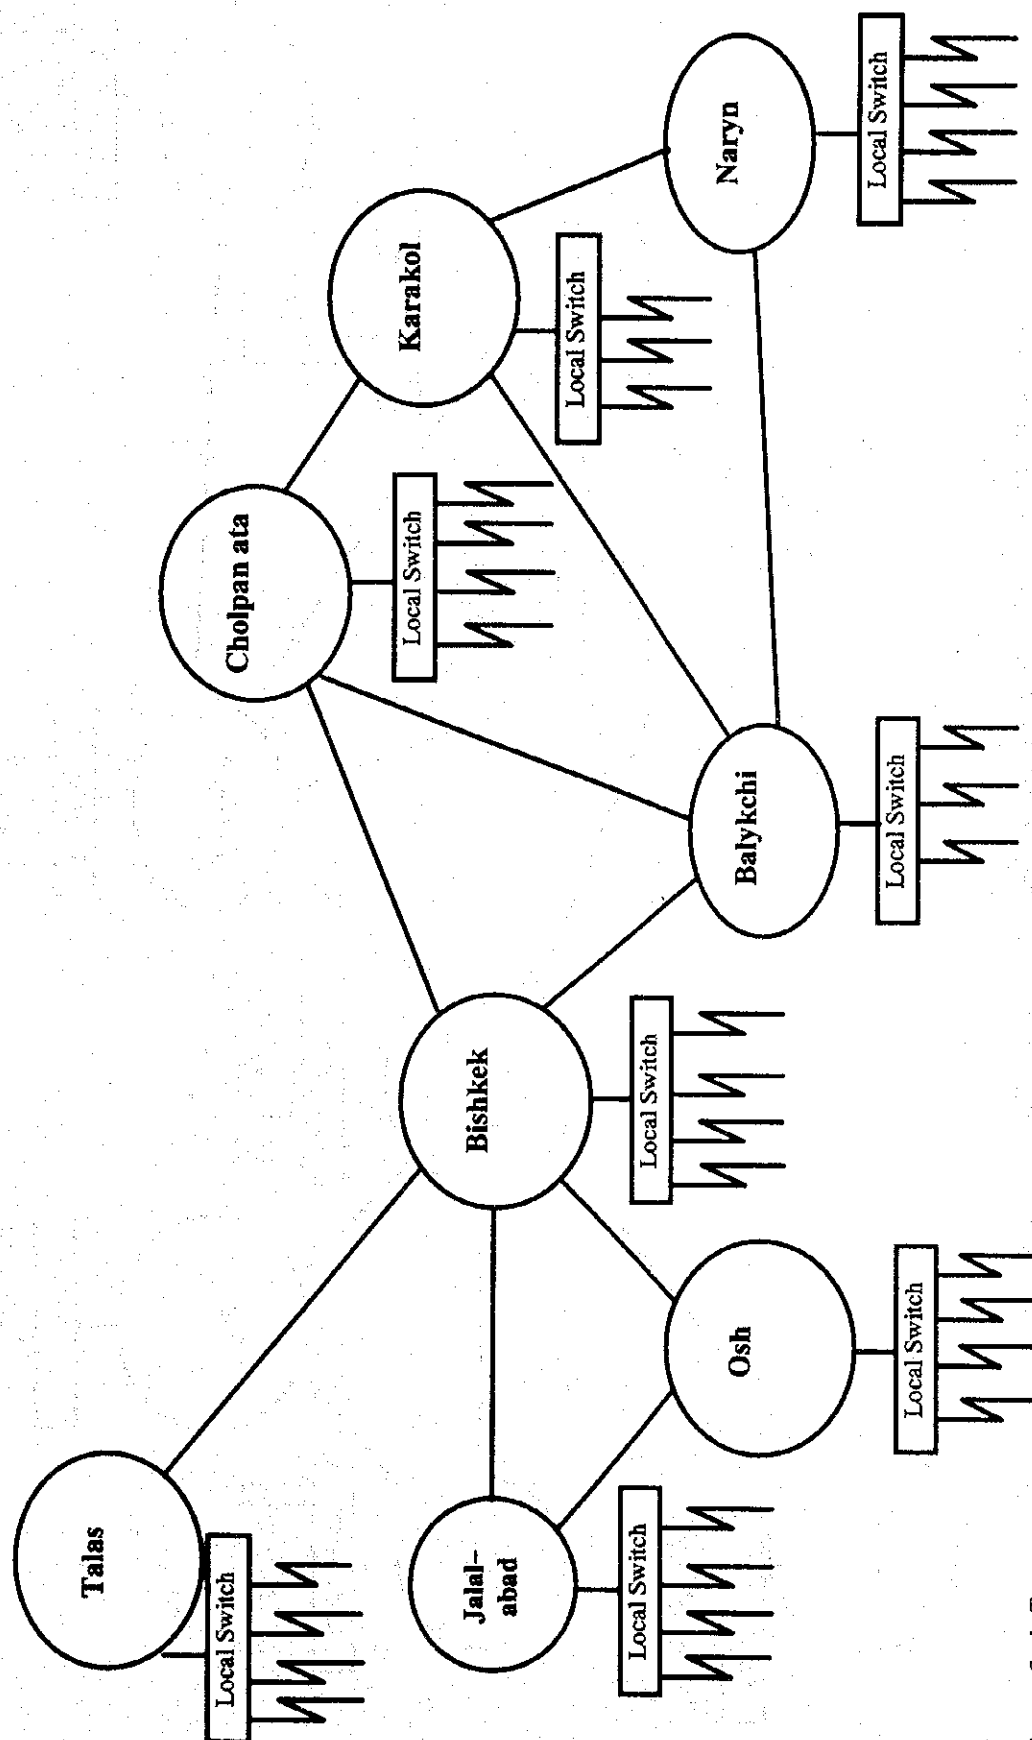 Talas
Local Switch
Cholpan ata
Local Switch
Karakol
Local Switch
Jalal–
abad
Local Switch
Bishkek
Local Switch
Osh
Local Switch
Balykchi
Local Switch
Naryn
Local Switch